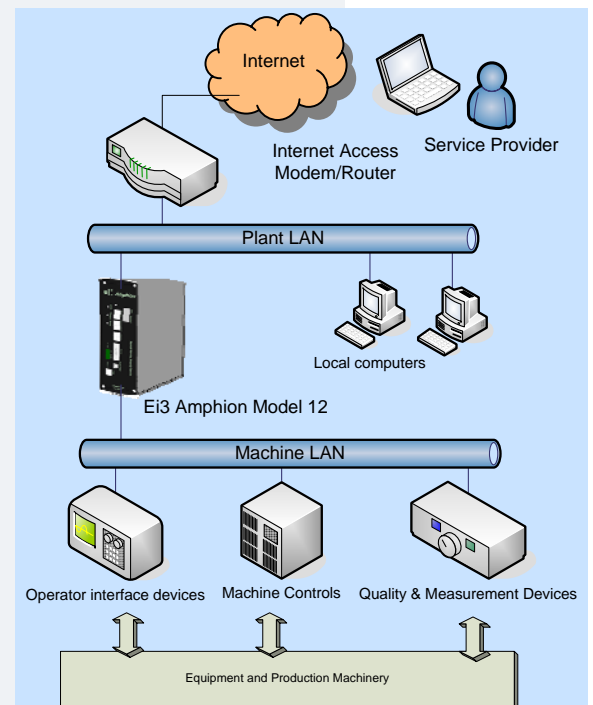 Internet
Internet Access
Modem/Router
Service Provider
Plant LAN
Local computers
Ei3 Amphion Model 12
Machine LAN
Operator interface devices
Machine Controls
Quality & Measurement Devices
Equipment and Production Machinery